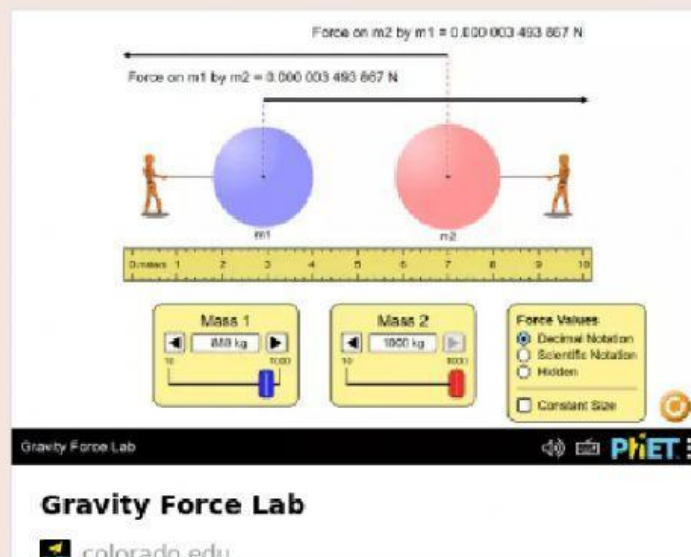 Force on m2 by m1 = 0.000 003 493 867 N
Force on m1 by m2 = 0.000 003 493 867 N
m1
m2
0 meters 1 2 3 4 5 6 7 8 9 10
Mass 1
kg
10 1000
Mass 2
1000 kg
10 1000
Force Values
Decimal Notation
Scientific Notation
Hidden
Constant Size
Gravity Force Lab
PhET
Gravity Force Lab
colorado.edu